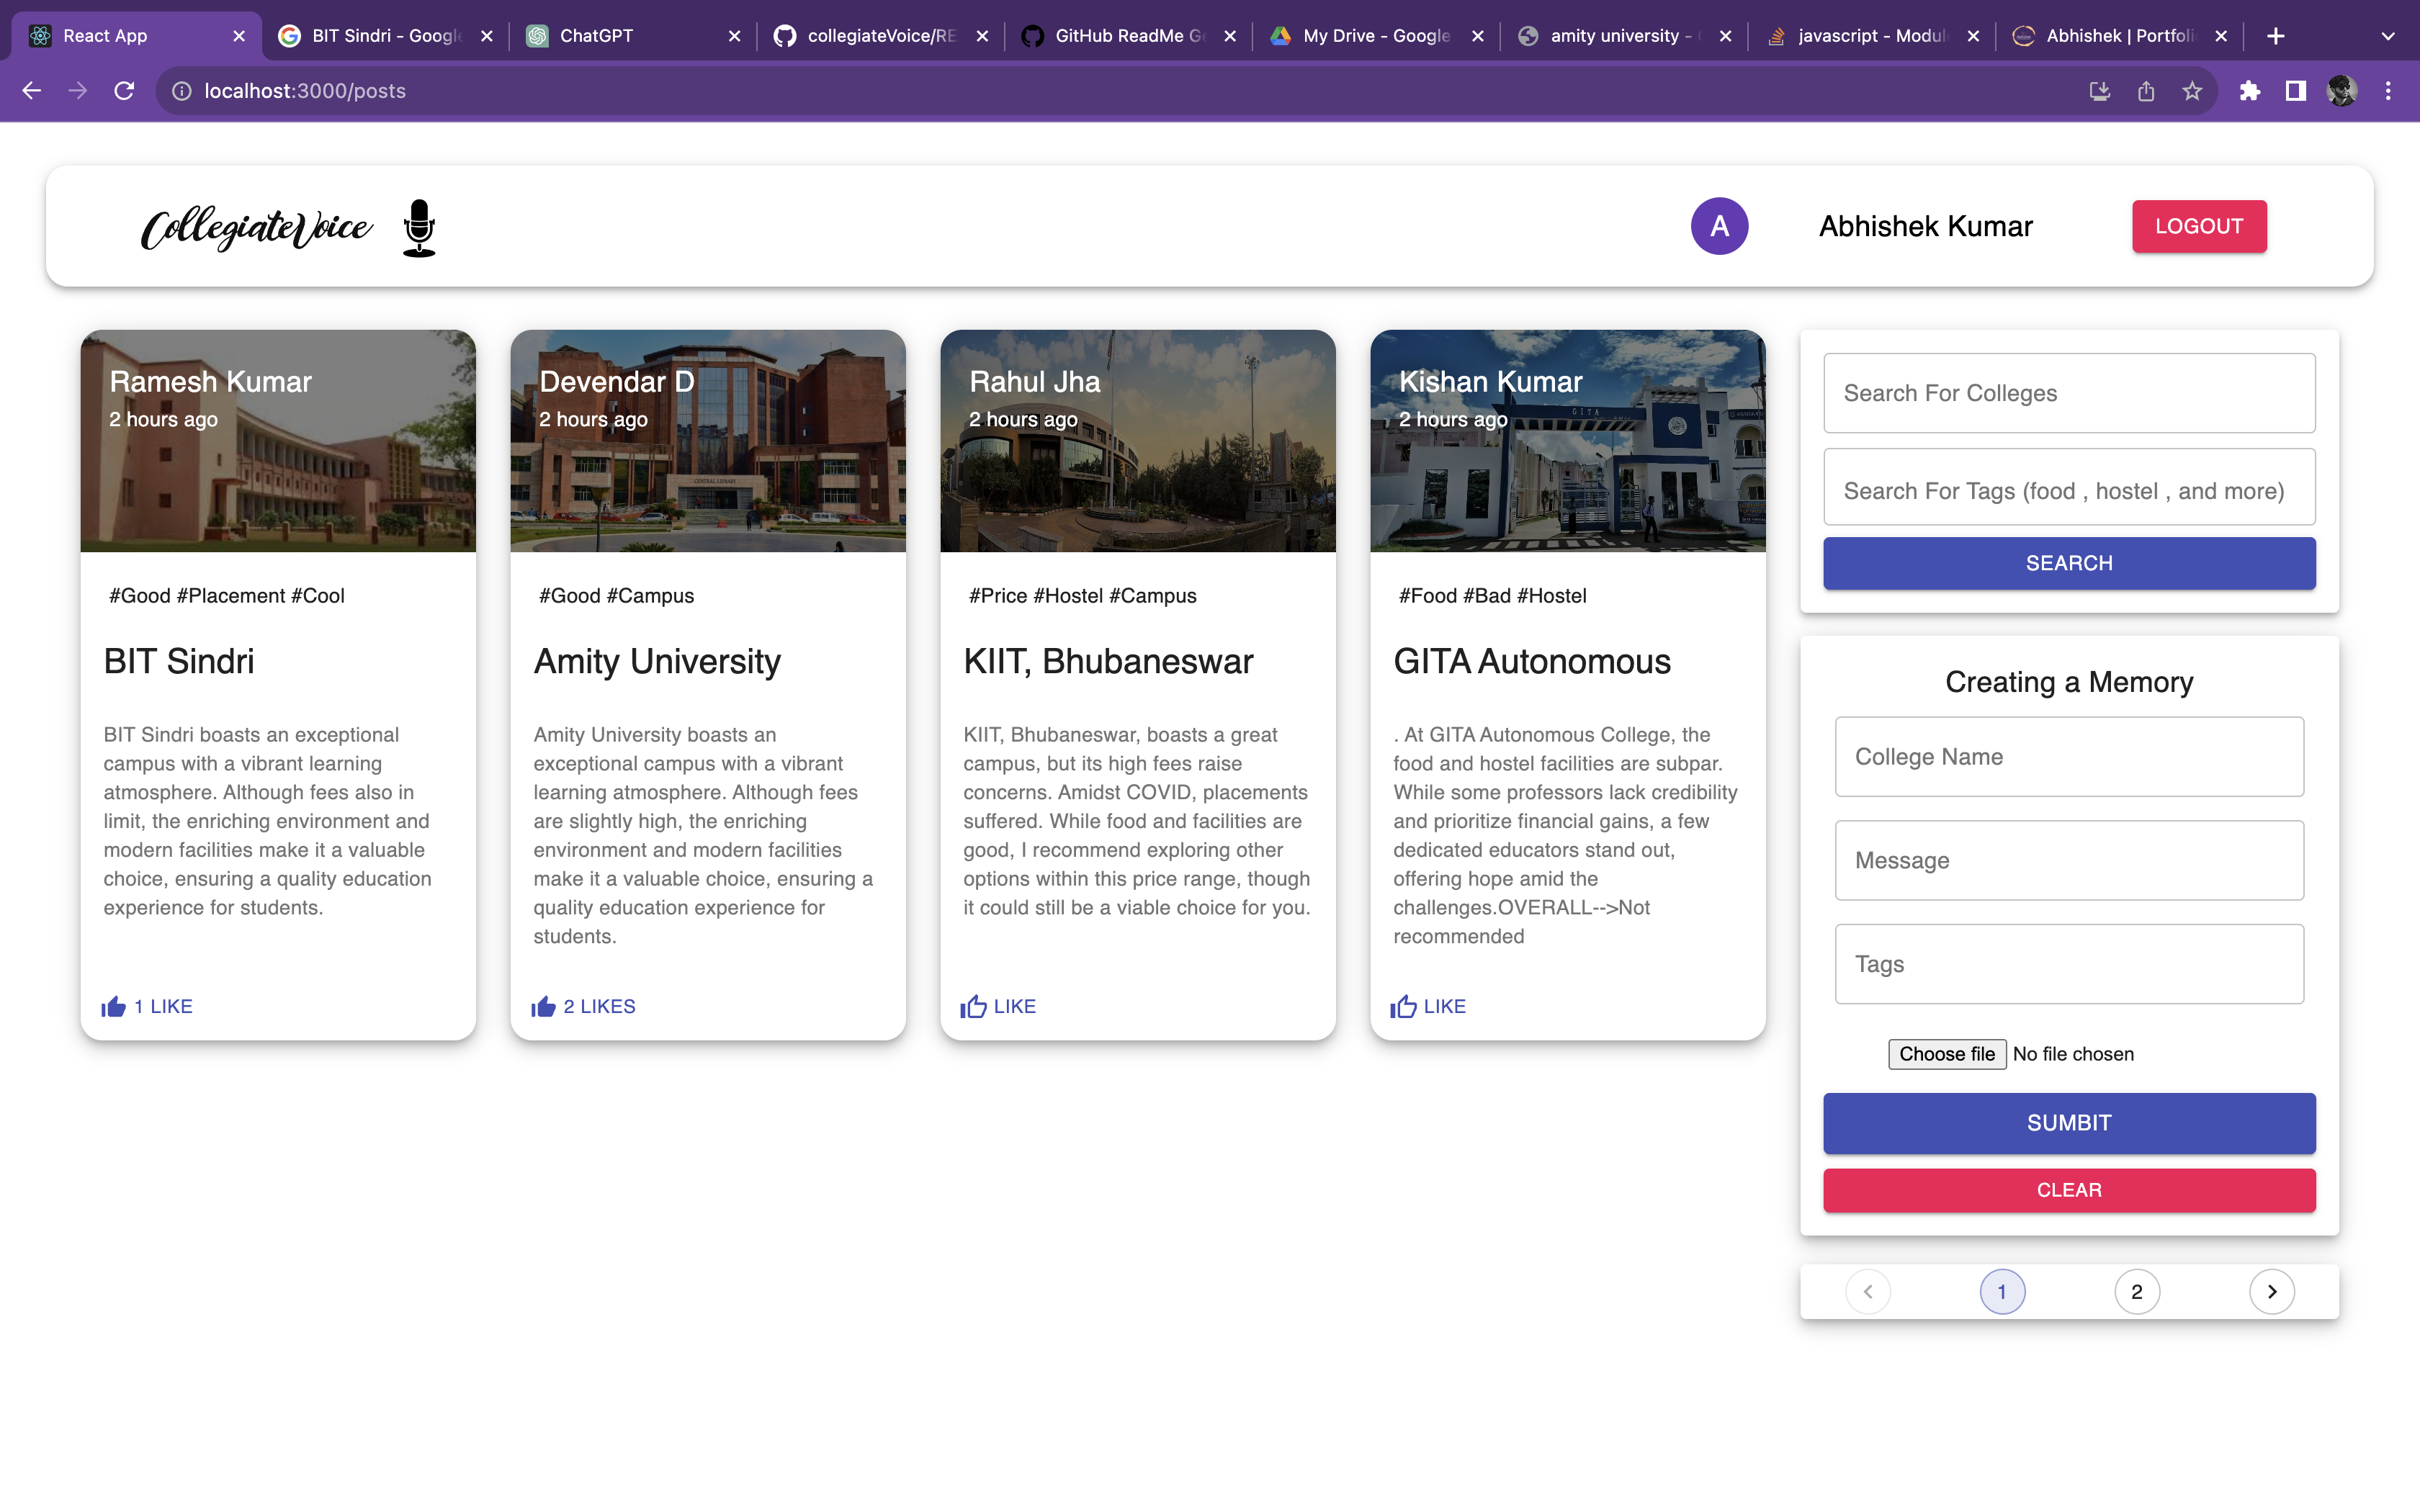 React App
BIT Sindri - Google
ChatGPT
collegiateVoice/RE
GitHub ReadMe Ge
My Drive - Google
amity university -
javascript - Modul
Abhishek | Portfoli
localhost:3000/posts
CollegiateVoice
A
Abhishek Kumar
LOGOUT
Ramesh Kumar
2 hours ago
#Good #Placement #Cool
BIT Sindri
BIT Sindri boasts an exceptional
campus with a vibrant learning
atmosphere. Although fees also in
limit, the enriching environment and
modern facilities make it a valuable
choice, ensuring a quality education
experience for students.
1 LIKE
Devendar D
2 hours ago
CENTRAL LIBRARY
#Good #Campus
Amity University
Amity University boasts an
exceptional campus with a vibrant
learning atmosphere. Although fees
are slightly high, the enriching
environment and modern facilities
make it a valuable choice, ensuring a
quality education experience for
students.
2 LIKES
Rahul Jha
2 hours ago
#Price #Hostel #Campus
KIIT, Bhubaneswar
KIIT, Bhubaneswar, boasts a great
campus, but its high fees raise
concerns. Amidst COVID, placements
suffered. While food and facilities are
good, I recommend exploring other
options within this price range, though
it could still be a viable choice for you.
LIKE
Kishan Kumar
2 hours ago
GITA
#Food #Bad #Hostel
GITA Autonomous
. At GITA Autonomous College, the
food and hostel facilities are subpar.
While some professors lack credibility
and prioritize financial gains, a few
dedicated educators stand out,
offering hope amid the
challenges.OVERALL-->Not
recommended
LIKE
Search For Colleges
Search For Tags (food , hostel , and more)
SEARCH
Creating a Memory
College Name
Message
Tags
Choose file No file chosen
SUMBIT
CLEAR
1
2